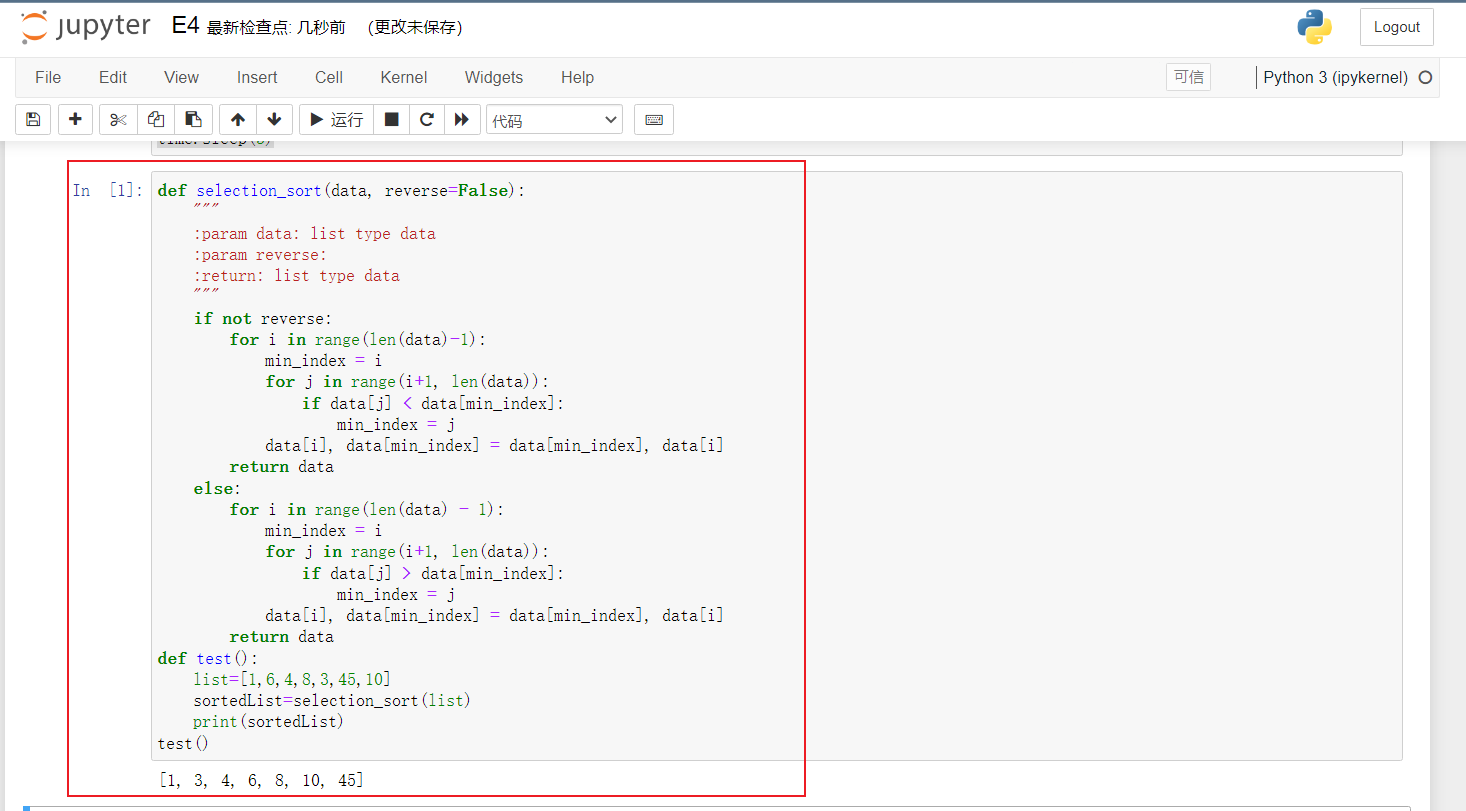 jupyter E4 最新检查点: 几秒前 (更改未保存) Logout
File Edit View Insert Cell Kernel Widgets Help 可信 Python 3 (ipykernel)
运行 代码
time.sleep(3)
In [1]: def selection_sort(data, reverse=False):
"""
:param data: list type data
:param reverse:
:return: list type data
"""
if not reverse:
for i in range(len(data)-1):
min_index = i
for j in range(i+1, len(data)):
if data[j] < data[min_index]:
min_index = j
data[i], data[min_index] = data[min_index], data[i]
return data
else:
for i in range(len(data) - 1):
min_index = i
for j in range(i+1, len(data)):
if data[j] > data[min_index]:
min_index = j
data[i], data[min_index] = data[min_index], data[i]
return data
def test():
list=[1,6,4,8,3,45,10]
sortedList=selection_sort(list)
print(sortedList)
test()
[1, 3, 4, 6, 8, 10, 45]